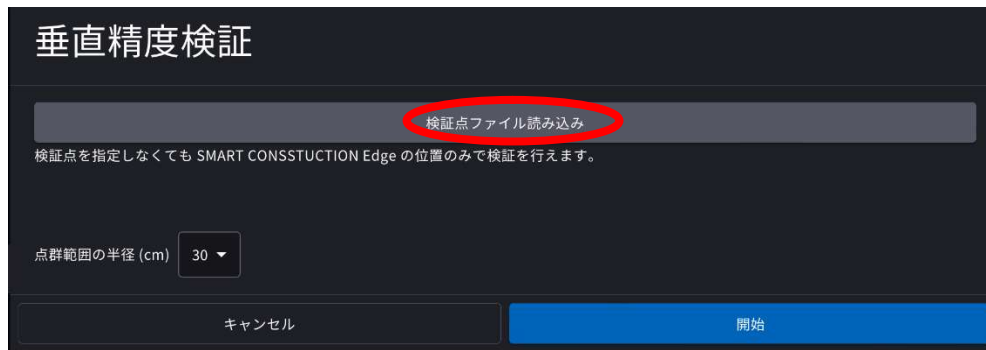 垂直精度検証
検証点ファイル読み込み
検証点を指定しなくても SMART CONSSTUCTION Edge の位置のみで検証を行えます。
点群範囲の半径 (cm) 30
キャンセル 開始